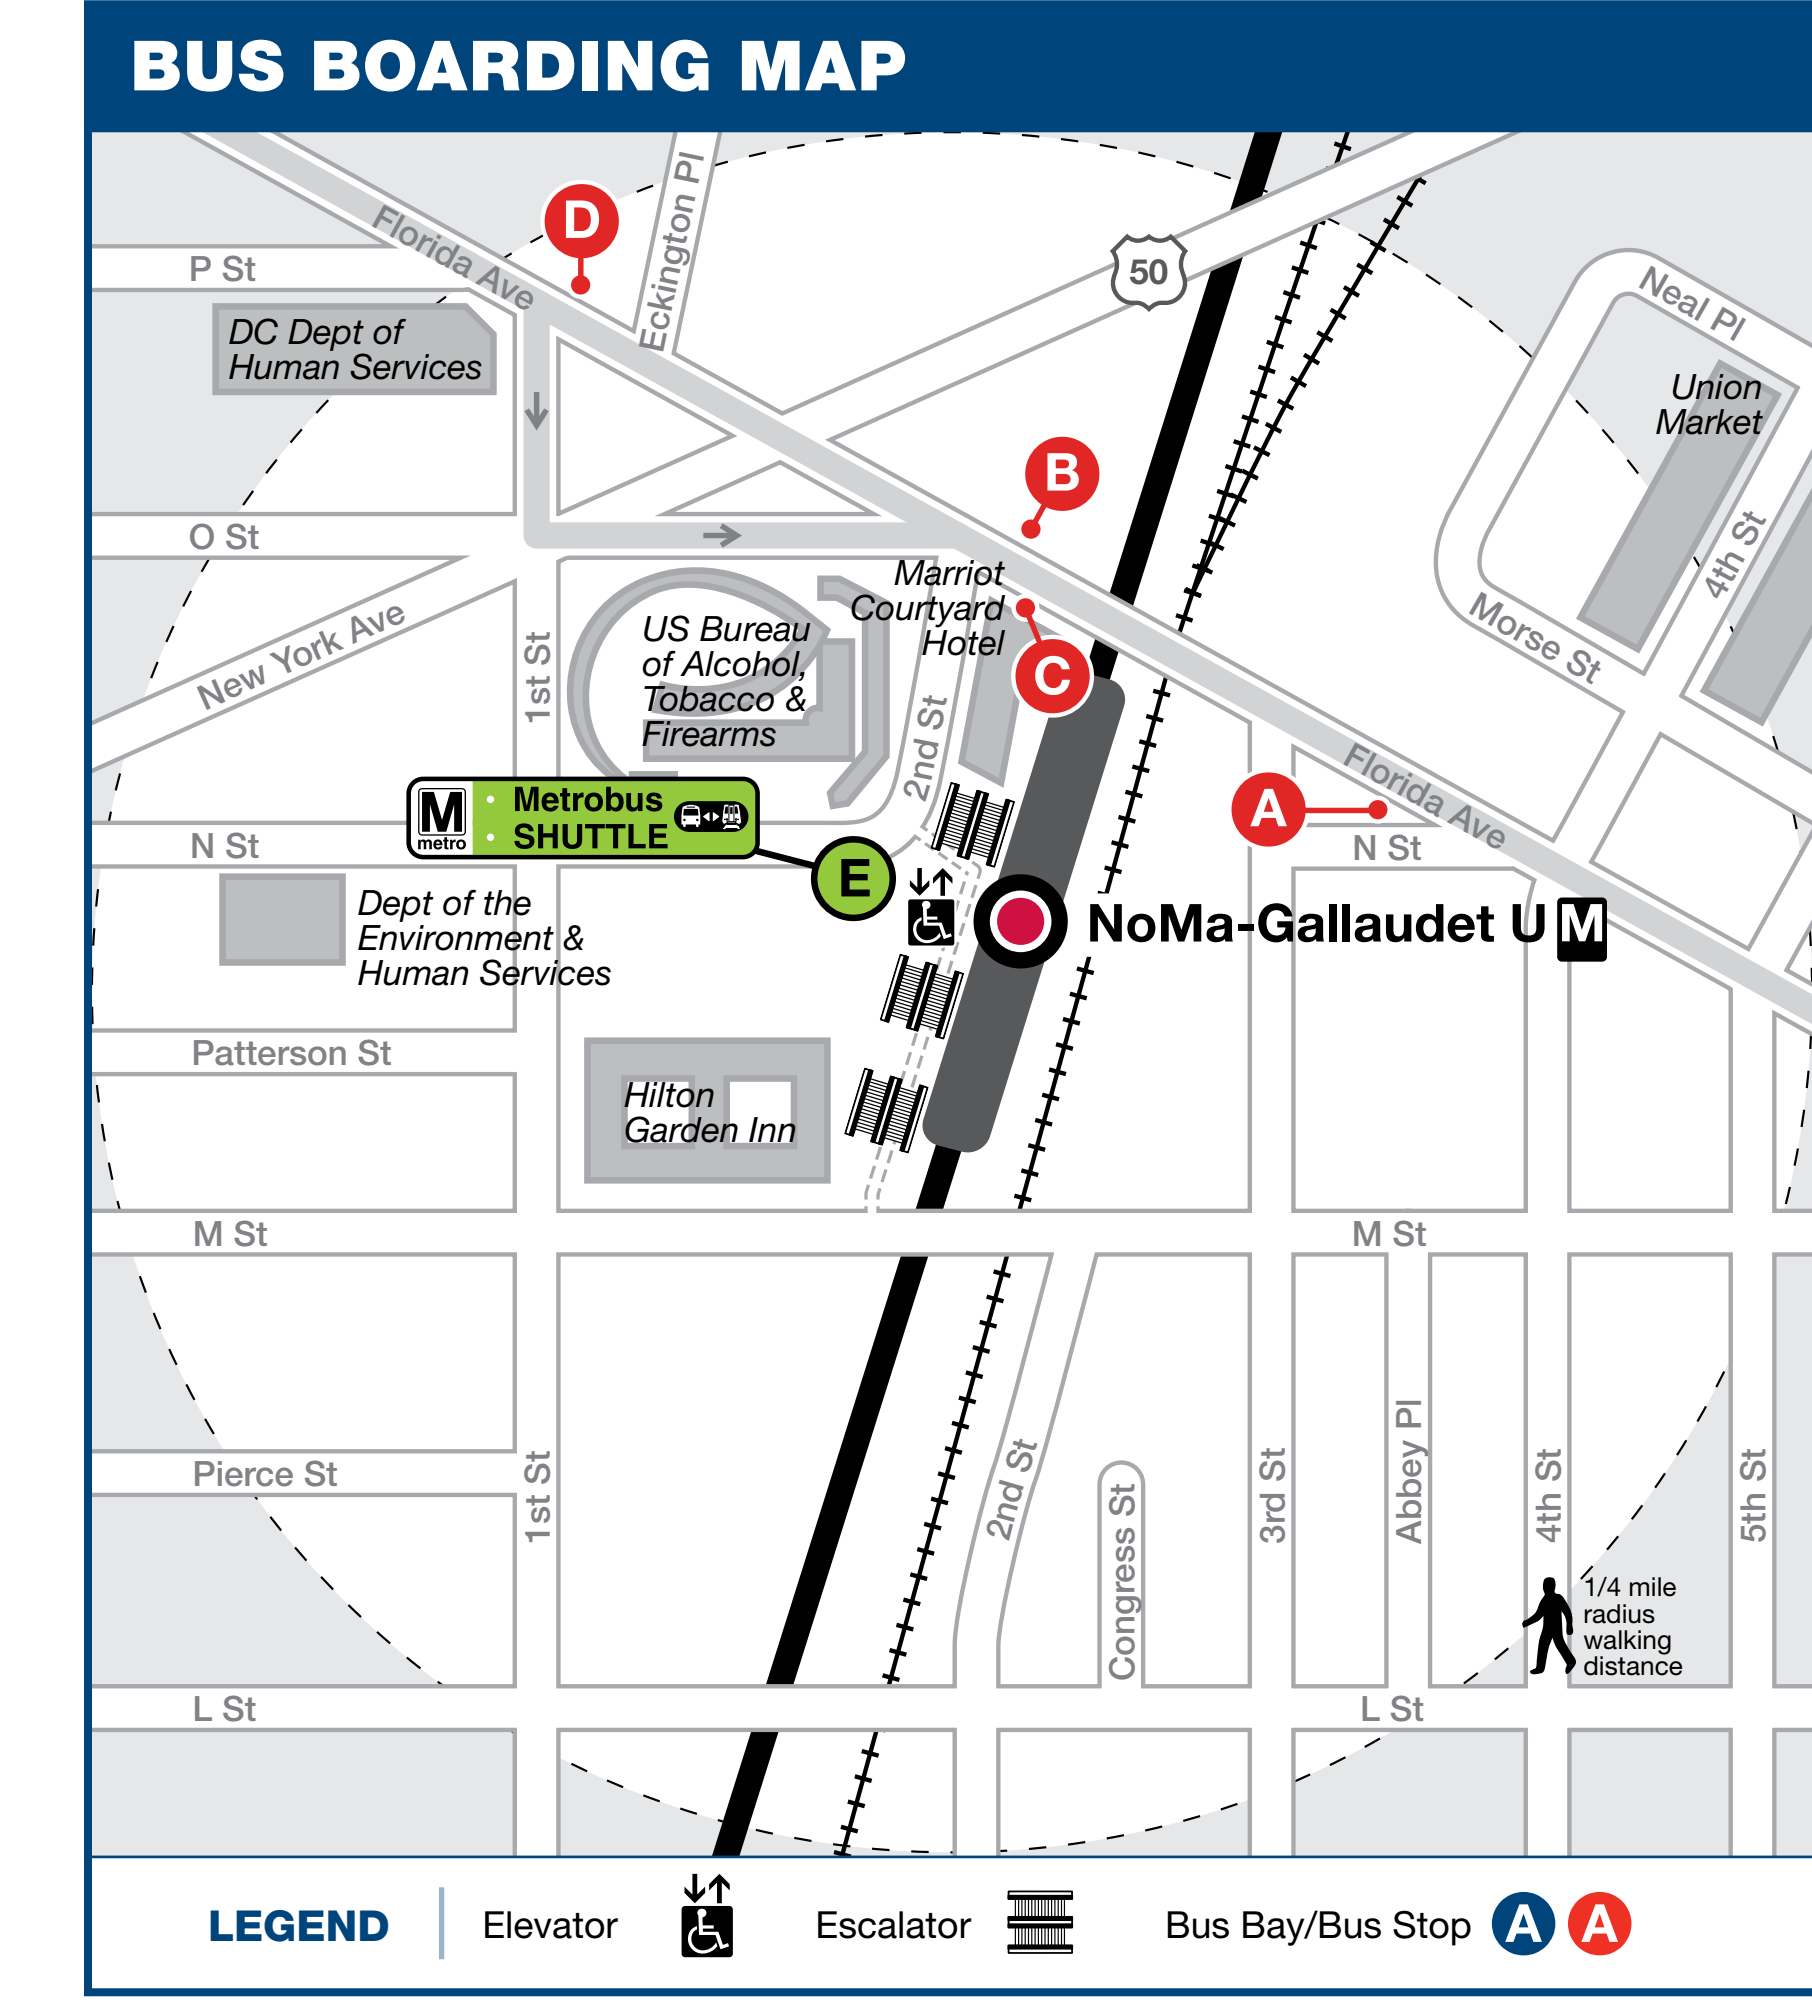 BUS BOARDING MAP
Eckington Pl
D
Florida Ave
P St
50
Neal Pl
DC Dept of
Human Services
Union
Market
B
4th St
O St
Marriot
Courtyard
Hotel
US Bureau
of Alcohol,
Tobacco &
Firearms
New York Ave
1st St
C
Morse St
2nd St
Florida Ave
M
metro
• Metrobus
• SHUTTLE
A
N St
N St
E
Dept of the
Environment &
Human Services
NoMa-Gallaudet U M
Patterson St
Hilton
Garden Inn
M St
M St
Pierce St
1st St
2nd St
Congress St
3rd St
Abbey Pl
4th St
5th St
1/4 mile
radius
walking
distance
L St
L St
LEGEND
Elevator
Escalator
Bus Bay/Bus Stop A A